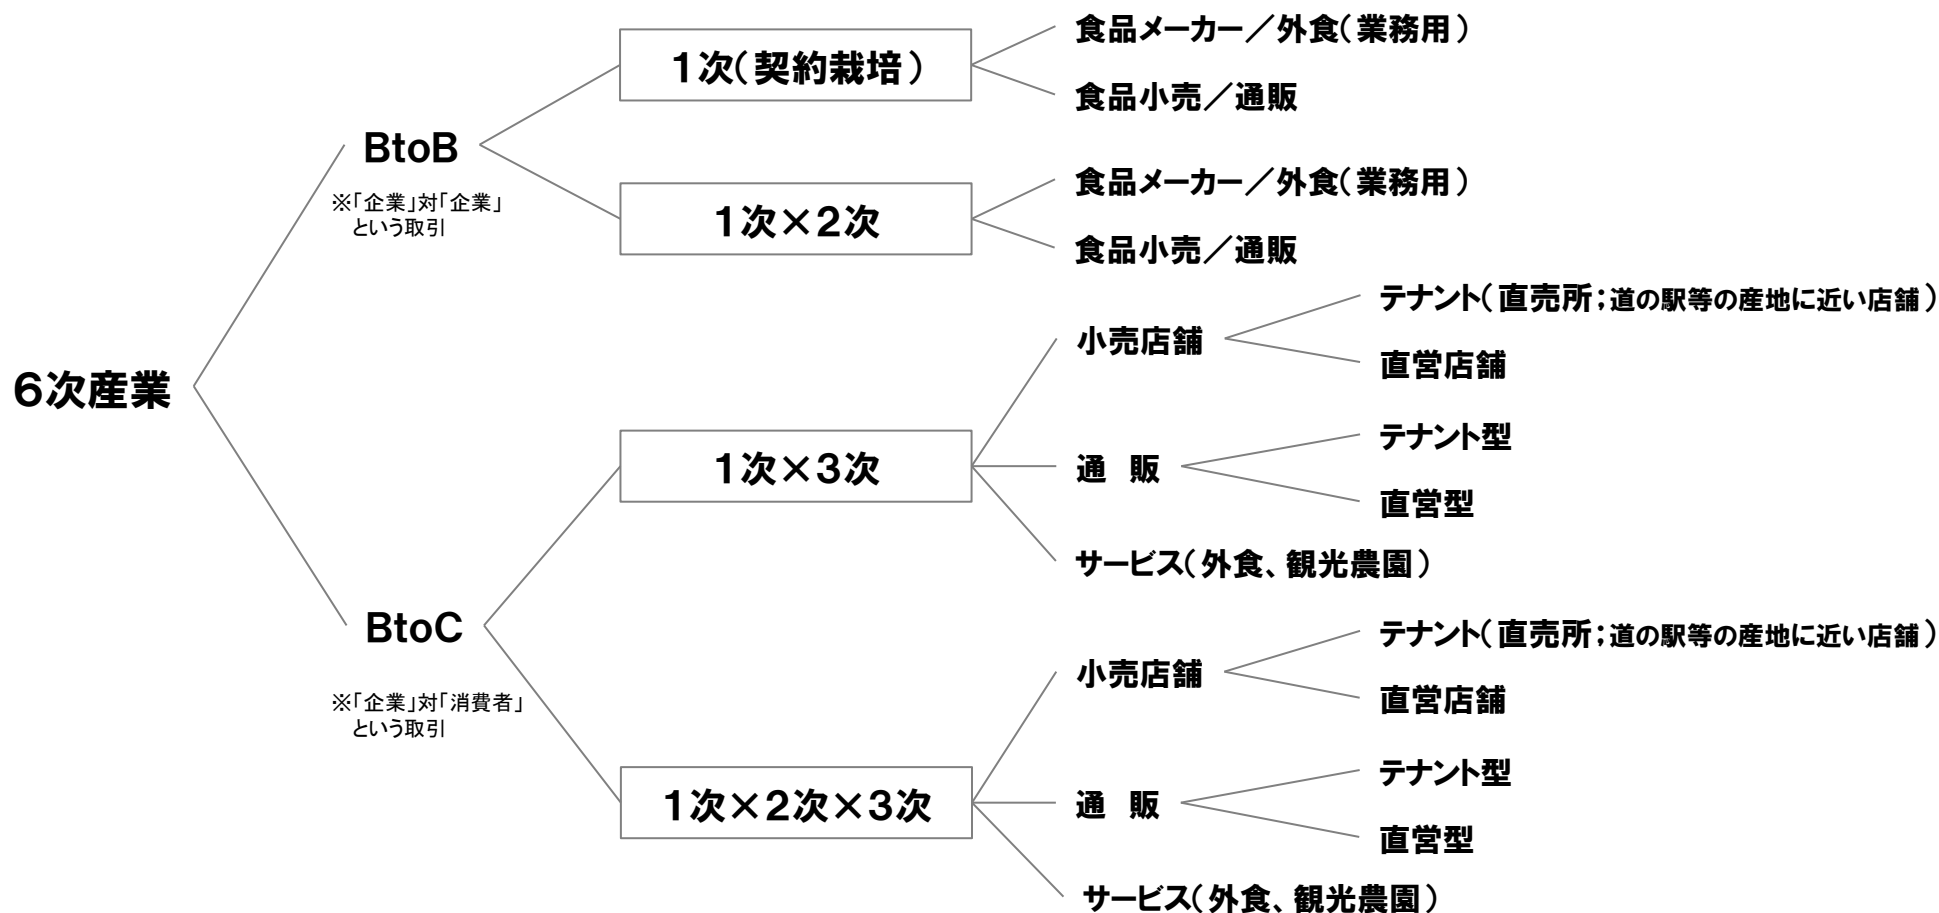 6次産業
BtoB
※「企業」対「企業」
という取引
1次(契約栽培)
食品メーカー/外食(業務用)
食品小売/通販
1次×2次
食品メーカー/外食(業務用)
食品小売/通販
BtoC
※「企業」対「消費者」
という取引
1次×3次
小売店舗
テナント(直売所;道の駅等の産地に近い店舗)
直営店舗
通 販
テナント型
直営型
サービス(外食、観光農園)
1次×2次×3次
小売店舗
テナント(直売所;道の駅等の産地に近い店舗)
直営店舗
通 販
テナント型
直営型
サービス(外食、観光農園)